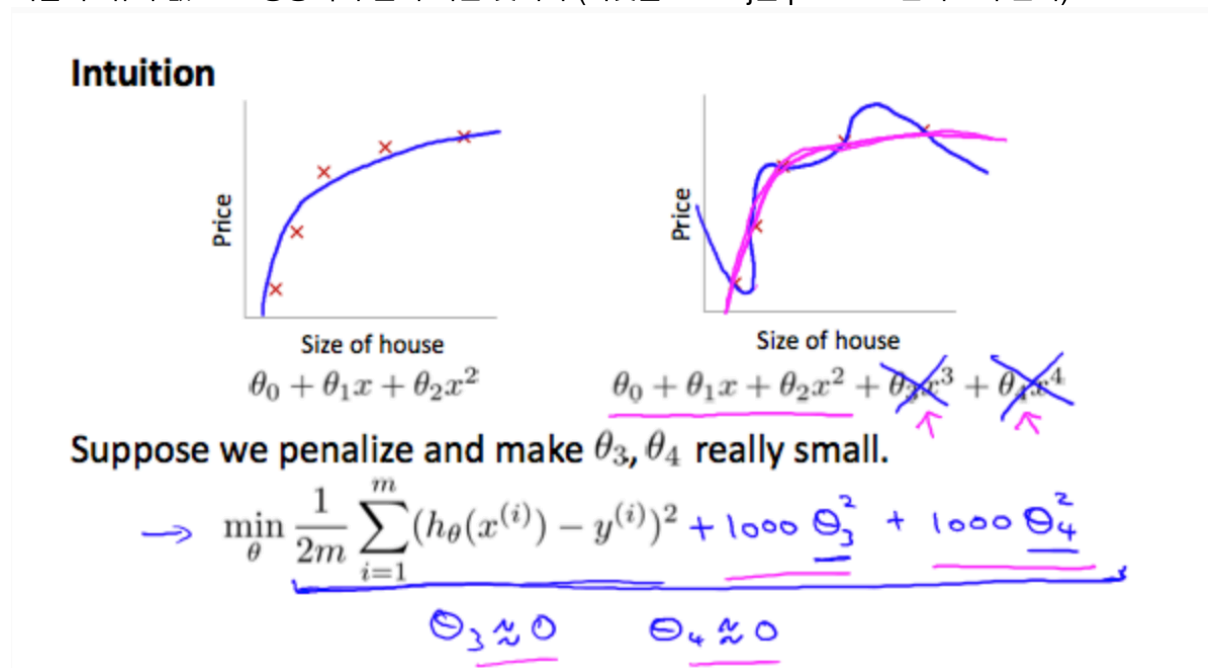 Intuition
Price
Size of house
θ₀ + θ₁x + θ₂x²
Price
Size of house
θ₀ + θ₁x + θ₂x² + θ₃x³ + θ₄x⁴
Suppose we penalize and make θ₃, θ₄ really small.
→ min_θ 1/2m ∑_{i=1}^{m} (h_θ(x^(i)) − y^(i))² + 1000 θ₃² + 1000 θ₄²
θ₃ ≈ 0 θ₄ ≈ 0